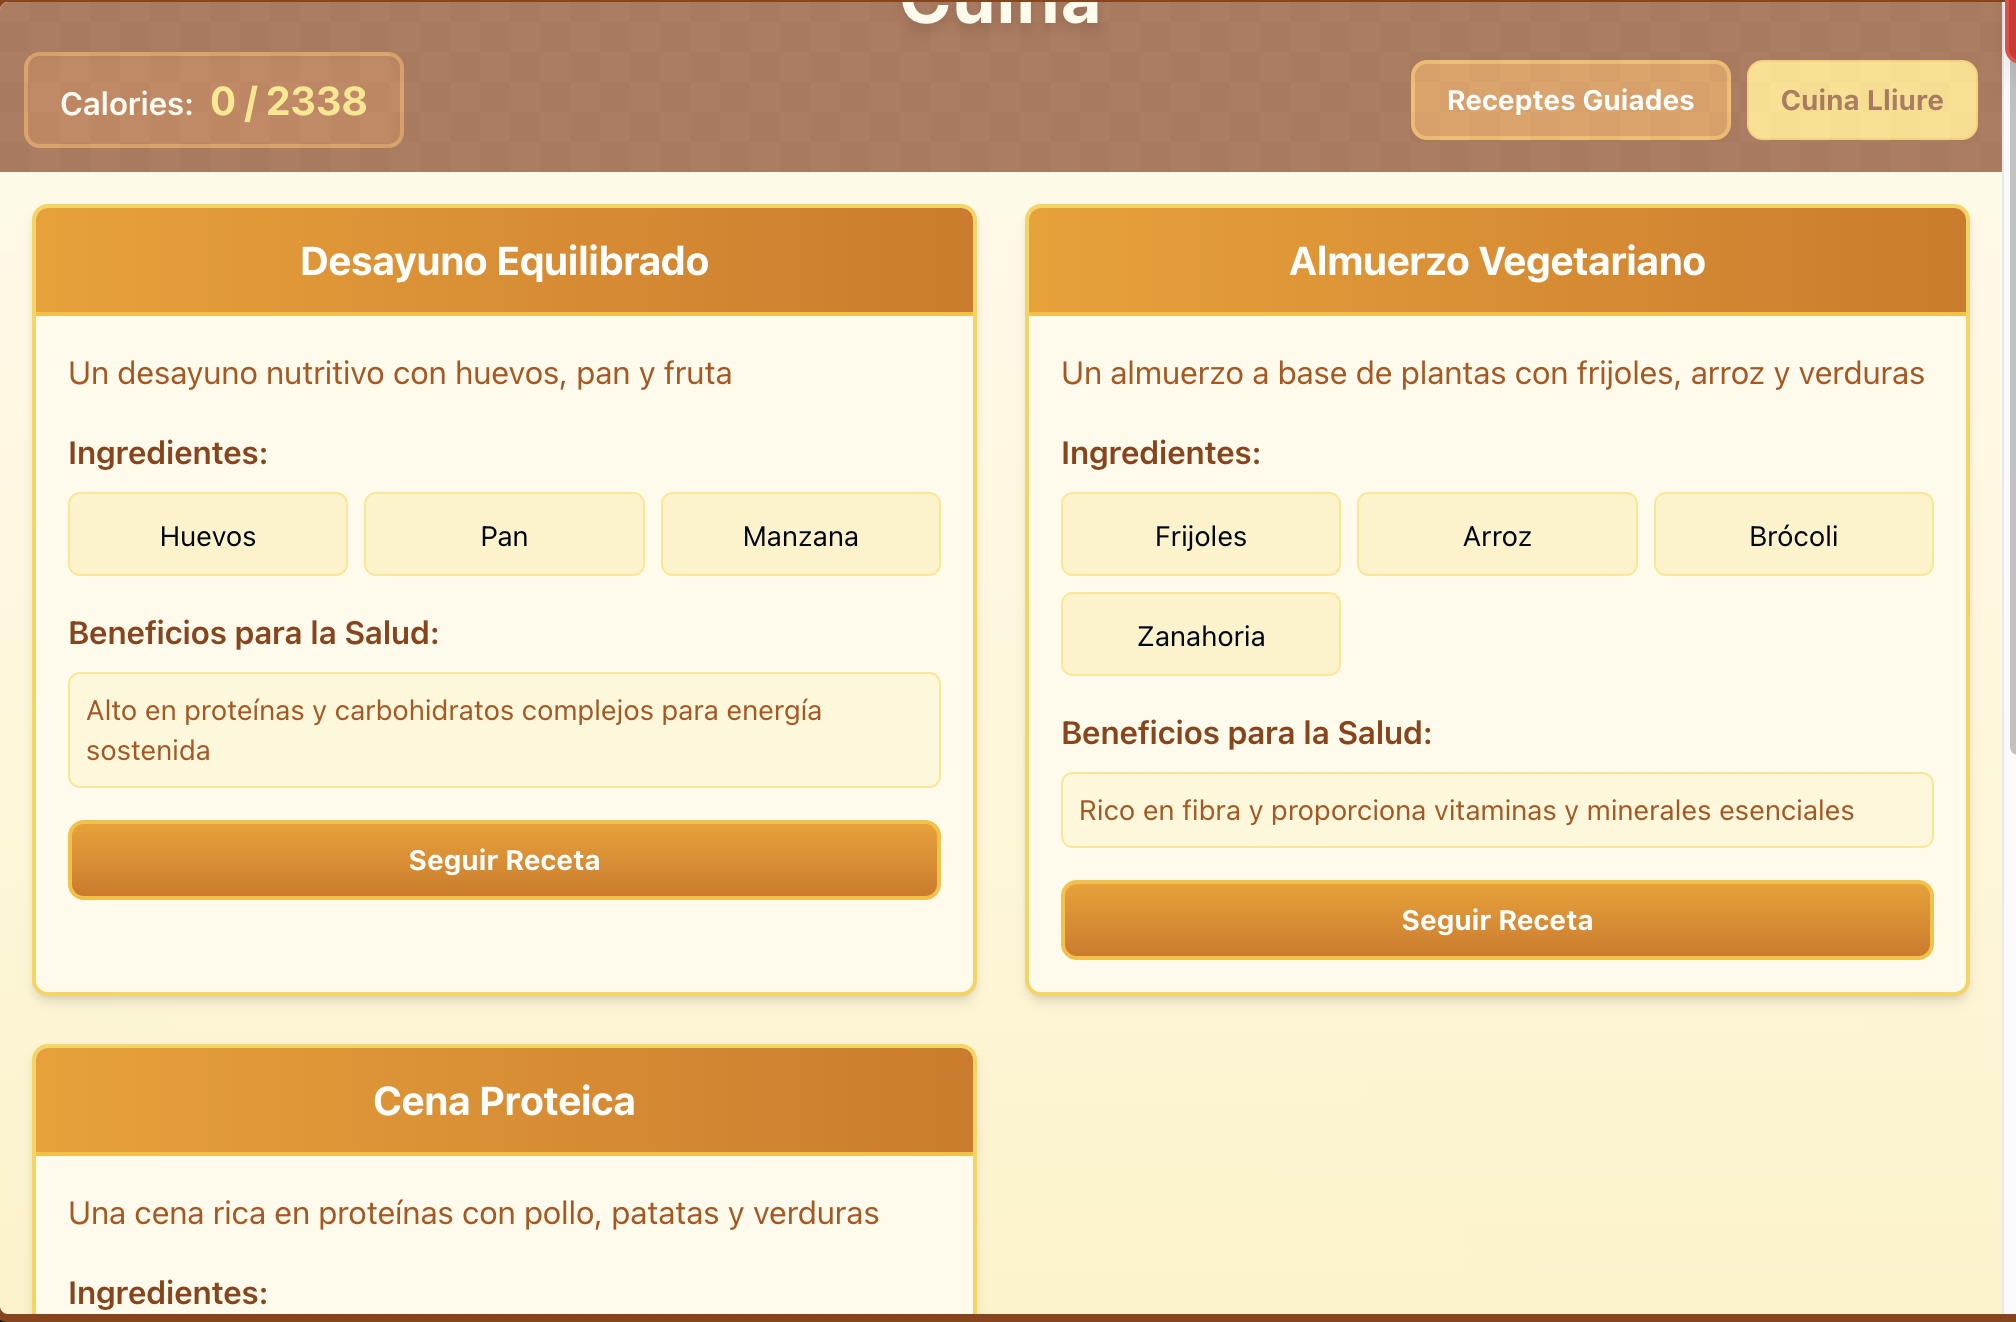 Cuina
Calories: 0 / 2338
Receptes Guiades
Cuina Lliure
Desayuno Equilibrado
Un desayuno nutritivo con huevos, pan y fruta
Ingredientes:
Huevos
Pan
Manzana
Beneficios para la Salud:
Alto en proteínas y carbohidratos complejos para energía
sostenida
Seguir Receta
Almuerzo Vegetariano
Un almuerzo a base de plantas con frijoles, arroz y verduras
Ingredientes:
Frijoles
Arroz
Brócoli
Zanahoria
Beneficios para la Salud:
Rico en fibra y proporciona vitaminas y minerales esenciales
Seguir Receta
Cena Proteica
Una cena rica en proteínas con pollo, patatas y verduras
Ingredientes: